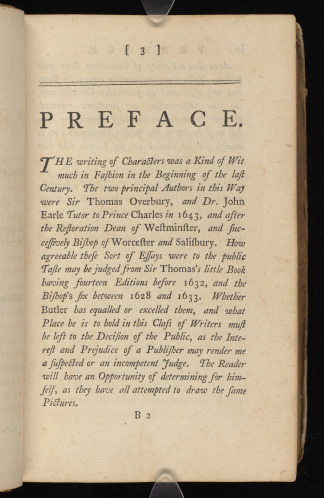 [ 3 ]
PREFACE.
THE writing of Characters was a Kind of Wit
much in Faſhion in the Beginning of the laſt
Century. The two principal Authors in this Way
were Sir Thomas Overbury, and Dr. John
Earle Tutor to Prince Charles in 1643, and after
the Reſtoration Dean of Weſtminſter, and ſuc-
ceſſively Biſhop of Worceſter and Saliſbury. How
agreeable theſe Sort of Eſſays were to the public
Taſte may be judged from Sir Thomas's little Book
having fourteen Editions before 1632, and the
Biſhop's ſix between 1628 and 1633. Whether
Butler has equalled or excelled them, and what
Place he is to hold in this Claſs of Writers muſt
be left to the Deciſion of the Public, as the Inte-
reſt and Prejudice of a Publiſher may render me
a ſuſpected or an incompetent Judge. The Reader
will have an Opportunity of determining for him-
ſelf, as they have all attempted to draw the ſame
Pictures.
B 2